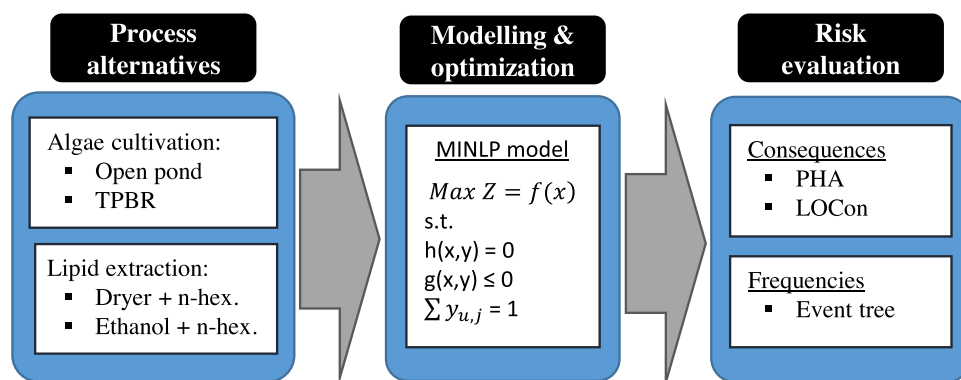 Process
alternatives
Algae cultivation:
▪ Open pond
▪ TPBR
Lipid extraction:
▪ Dryer + n-hex.
▪ Ethanol + n-hex.
Modelling &
optimization
MINLP model
Max Z = f(x)
s.t.
h(x,y) = 0
g(x,y) ≤ 0
∑ y_{u,j} = 1
Risk
evaluation
Consequences
▪ PHA
▪ LOCon
Frequencies
▪ Event tree